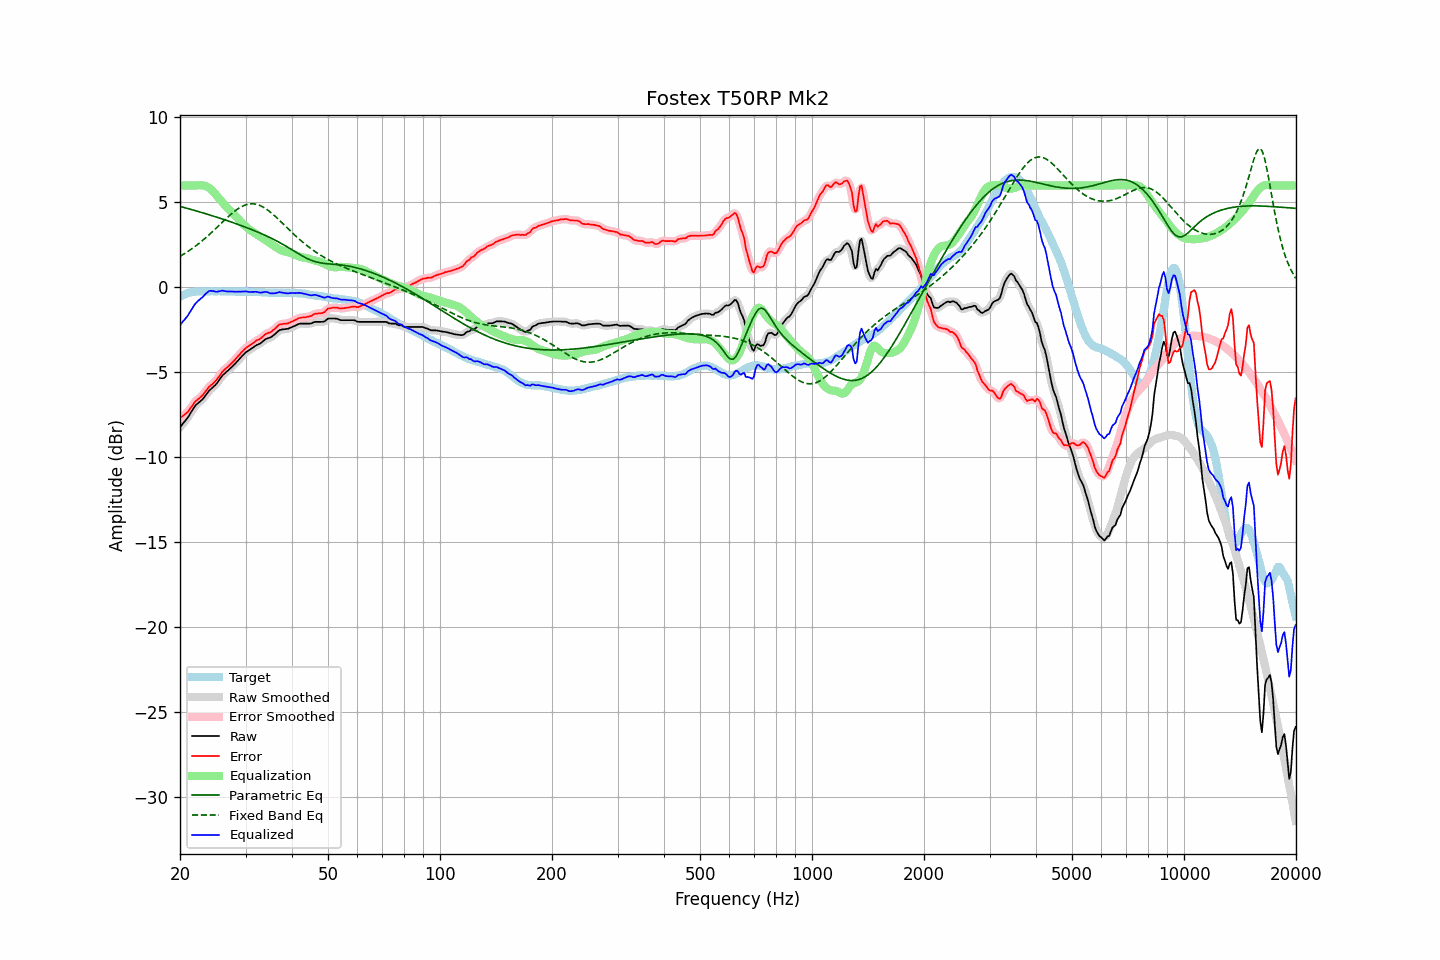 Fostex T50RP Mk2
Amplitude (dBr)
10
5
0
−5
−10
−15
−20
−25
−30
Target
Raw Smoothed
Error Smoothed
Raw
Error
Equalization
Parametric Eq
Fixed Band Eq
Equalized
20 50 100 200 500 1000 2000 5000 10000 20000
Frequency (Hz)